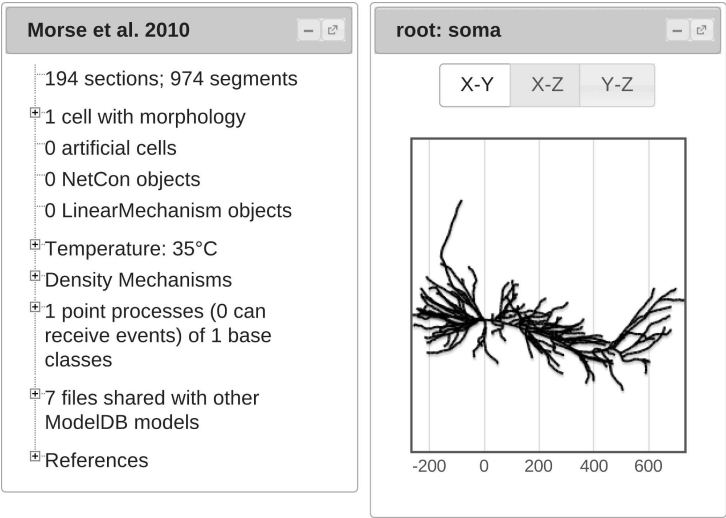 Morse et al. 2010
194 sections; 974 segments
1 cell with morphology
0 artificial cells
0 NetCon objects
0 LinearMechanism objects
Temperature: 35°C
Density Mechanisms
1 point processes (0 can
receive events) of 1 base
classes
7 files shared with other
ModelDB models
References
root: soma
X-Y X-Z Y-Z
-200 0 200 400 600